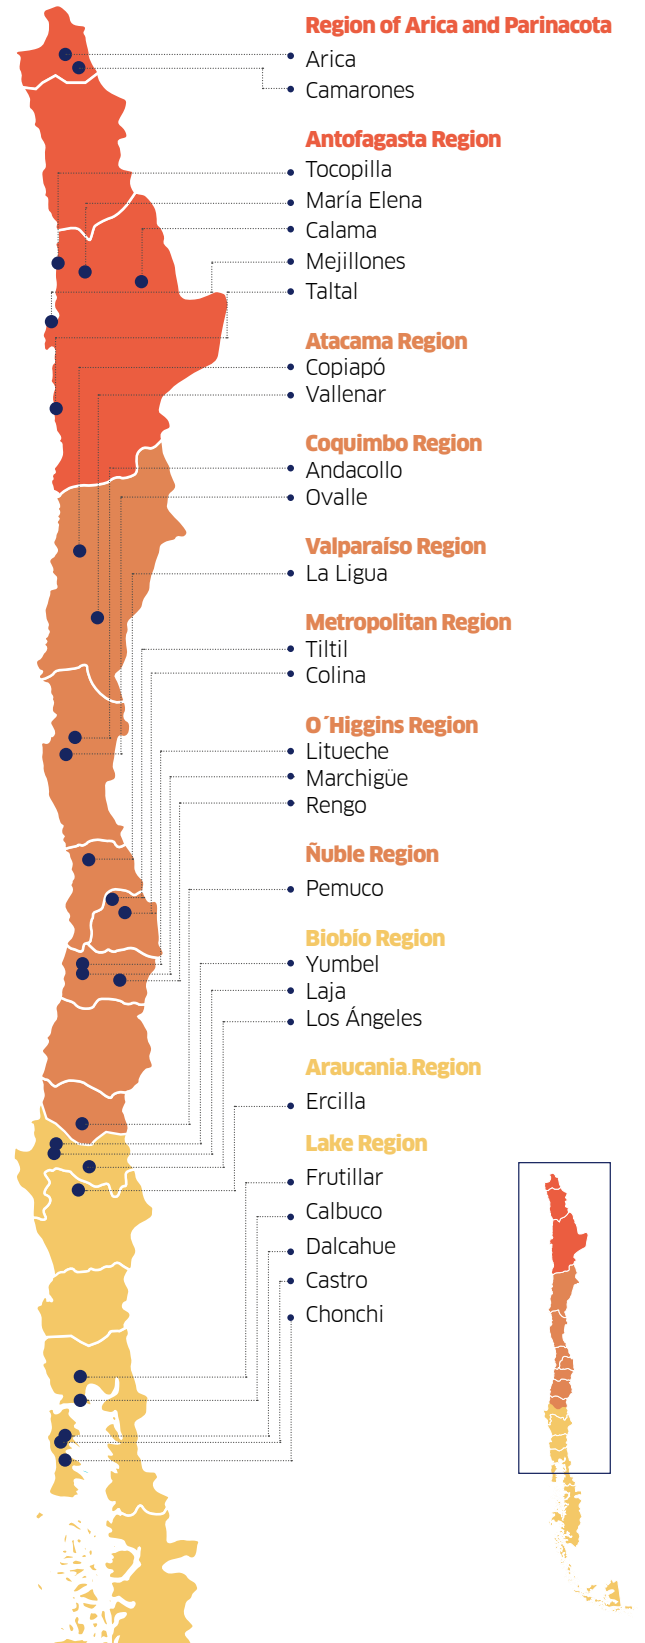 Region of Arica and Parinacota
Arica
Camarones
Antofagasta Region
Tocopilla
María Elena
Calama
Mejillones
Taltal
Atacama Region
Copiapó
Vallenar
Coquimbo Region
Andacollo
Ovalle
Valparaíso Region
La Ligua
Metropolitan Region
Tiltil
Colina
O´Higgins Region
Litueche
Marchigüe
Rengo
Ñuble Region
Pemuco
Biobío Region
Yumbel
Laja
Los Ángeles
Araucania.Region
Ercilla
Lake Region
Frutillar
Calbuco
Dalcahue
Castro
Chonchi